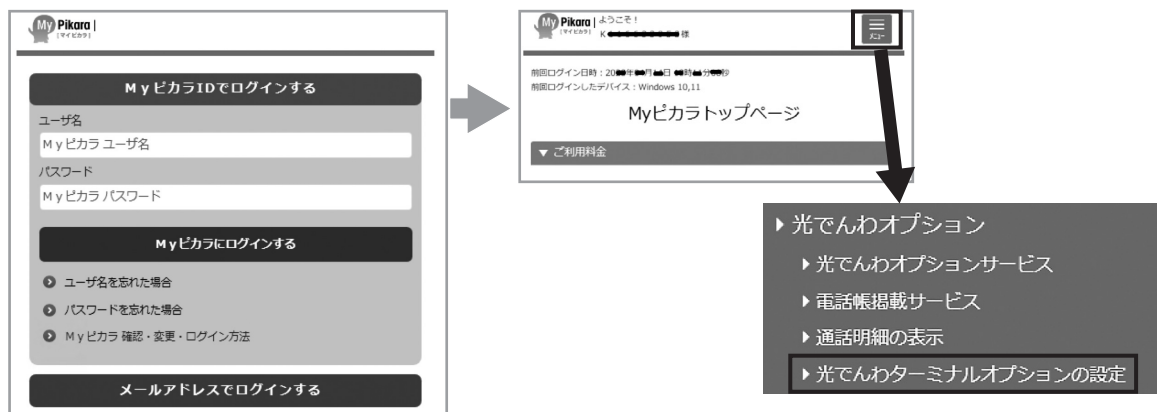 My Pikara
[マイピカラ]
MyピカラIDでログインする
ユーザ名
Myピカラ ユーザ名
パスワード
Myピカラ パスワード
Myピカラにログインする
ユーザ名を忘れた場合
パスワードを忘れた場合
Myピカラ 確認・変更・ログイン方法
メールアドレスでログインする
My Pikara
[マイピカラ]
ようこそ！
K 様
メニュー
前回ログイン日時：20 年 月 日 時 分 秒
前回ログインしたデバイス：Windows 10,11
Myピカラトップページ
▼ ご利用料金
光でんわオプション
光でんわオプションサービス
電話帳掲載サービス
通話明細の表示
光でんわターミナルオプションの設定